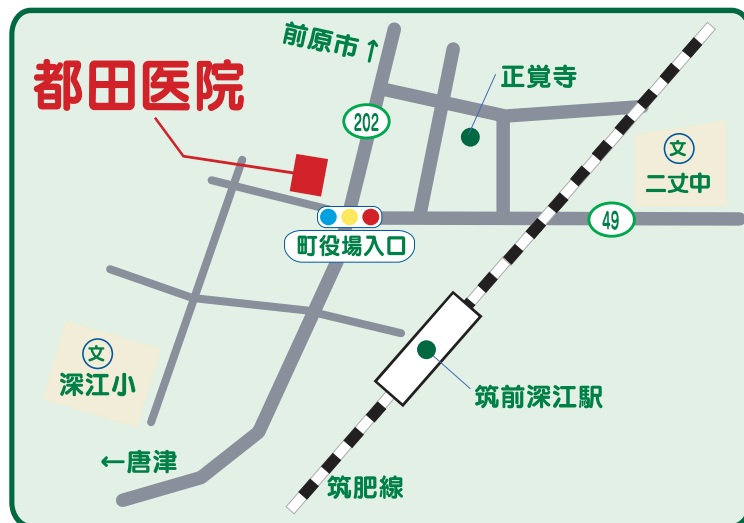 前原市↑
都田医院
正覚寺
202
文
二丈中
49
町役場入口
文
深江小
筑前深江駅
←唐津
筑肥線